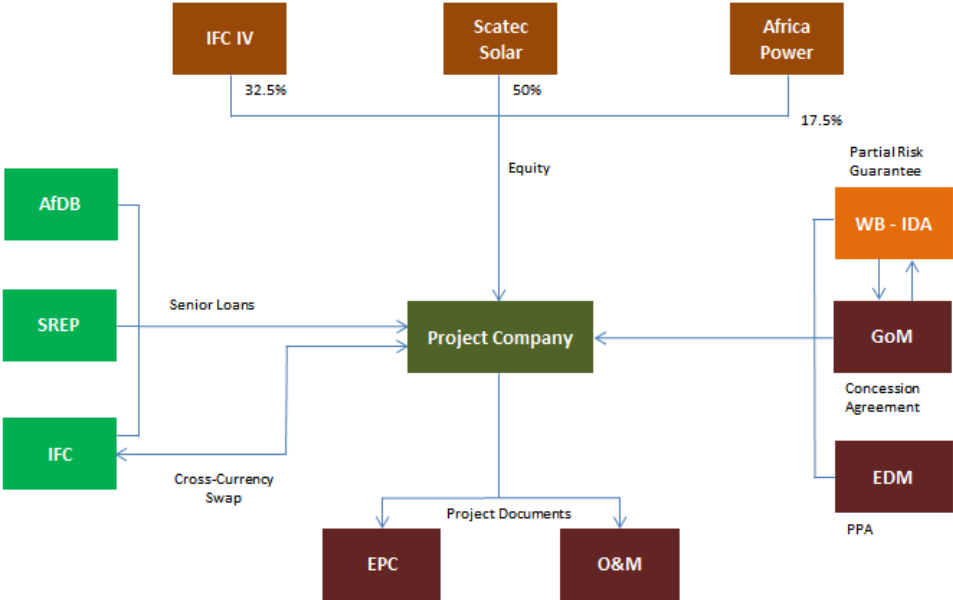 IFC IV
Scatec
Solar
Africa
Power
32.5%
50%
17.5%
Equity
Partial Risk
Guarantee
AfDB
WB - IDA
SREP
Senior Loans
Project Company
GoM
Concession
Agreement
IFC
Cross-Currency
Swap
EDM
Project Documents
PPA
EPC
O&M